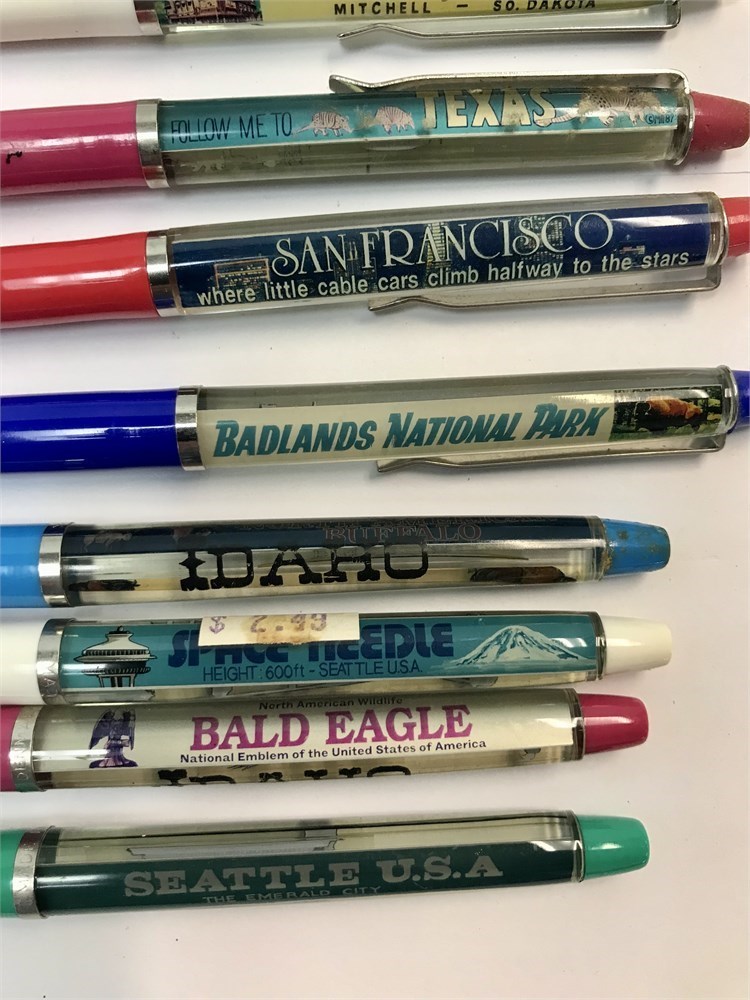 MITCHELL — SO. DAKOTA
FOLLOW ME TO TEXAS
SAN FRANCISCO
where little cable cars climb halfway to the stars
BADLANDS NATIONAL PARK
BUFFALO
IDAHO
$ 2.49
SPACE NEEDLE
HEIGHT: 600ft - SEATTLE U.S.A.
North American Wildlife
BALD EAGLE
National Emblem of the United States of America
IDAHO
SEATTLE U.S.A
THE EMERALD CITY